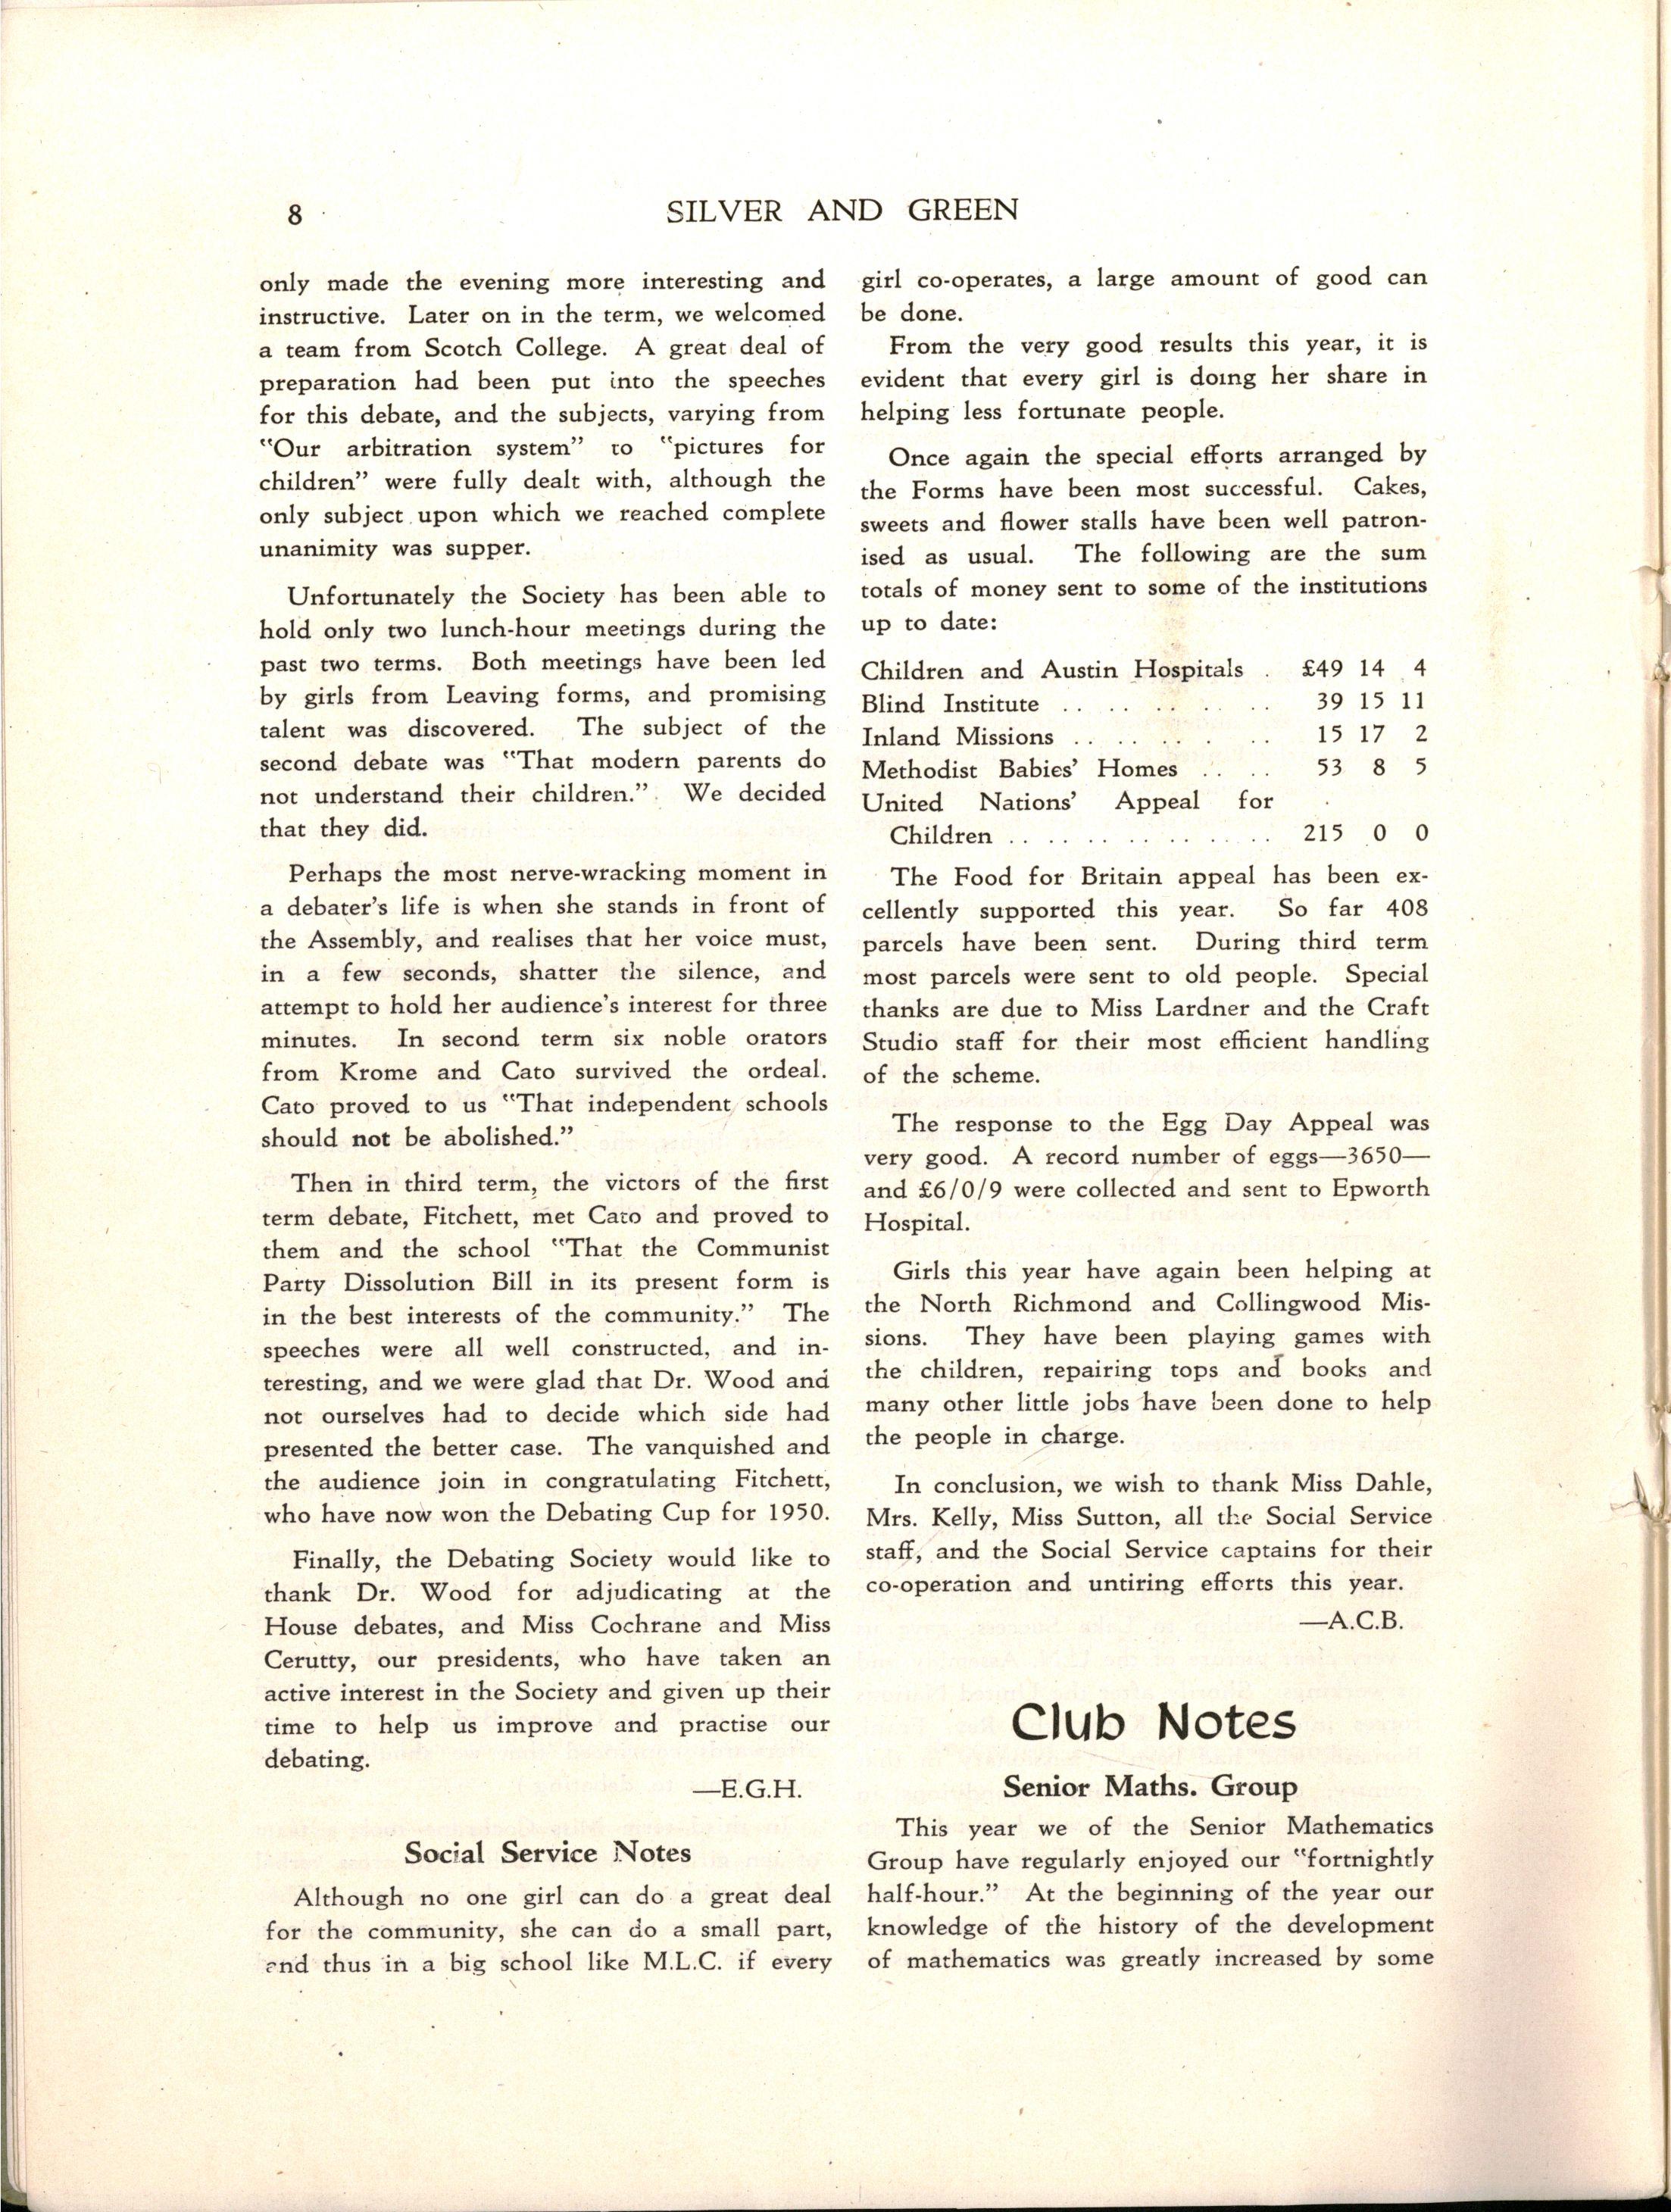 8
SILVER AND GREEN
only made the evening more interesting and
instructive. Later on in the term, we welcomed
a team from Scotch College. A great deal of
preparation had been put into the speeches
for this debate, and the subjects, varying from
"Our arbitration system" to "pictures for
children" were fully dealt with, although the
only subject upon which we reached complete
unanimity was supper.
Unfortunately the Society has been able to
hold only two lunch-hour meetings during the
past two terms. Both meetings have been led
by girls from Leaving forms, and promising
talent was discovered. The subject of the
second debate was "That modern parents do
not understand their children." We decided
that they did.
Perhaps the most nerve-wracking moment in
a debater's life is when she stands in front of
the Assembly, and realises that her voice must,
in a few seconds, shatter the silence, and
attempt to hold her audience's interest for three
minutes. In second term six noble orators
from Krome and Cato survived the ordeal.
Cato proved to us "That independent schools
should not be abolished."
Then in third term, the victors of the first
term debate, Fitchett, met Cato and proved to
them and the school "That the Communist
Party Dissolution Bill in its present form is
in the best interests of the community." The
speeches were all well constructed, and in-
teresting, and we were glad that Dr. Wood and
not ourselves had to decide which side had
presented the better case. The vanquished and
the audience join in congratulating Fitchett,
who have now won the Debating Cup for 1950.
Finally, the Debating Society would like to
thank Dr. Wood for adjudicating at the
House debates, and Miss Cochrane and Miss
Cerutty, our presidents, who have taken an
active interest in the Society and given up their
time to help us improve and practise our
debating.
—E.G.H.
Social Service Notes
Although no one girl can do a great deal
for the community, she can do a small part,
and thus in a big school like M.L.C. if every
girl co-operates, a large amount of good can
be done.
From the very good results this year, it is
evident that every girl is doing her share in
helping less fortunate people.
Once again the special efforts arranged by
the Forms have been most successful. Cakes,
sweets and flower stalls have been well patron-
ised as usual. The following are the sum
totals of money sent to some of the institutions
up to date:
Children and Austin Hospitals . £49 14 4
Blind Institute .. .. .. .. .. 39 15 11
Inland Missions .. .. .. .. .. 15 17 2
Methodist Babies' Homes .. .. 53 8 5
United Nations' Appeal for
Children .. .. .. .. .. .. 215 0 0
The Food for Britain appeal has been ex-
cellently supported this year. So far 408
parcels have been sent. During third term
most parcels were sent to old people. Special
thanks are due to Miss Lardner and the Craft
Studio staff for their most efficient handling
of the scheme.
The response to the Egg Day Appeal was
very good. A record number of eggs—3650—
and £6/0/9 were collected and sent to Epworth
Hospital.
Girls this year have again been helping at
the North Richmond and Collingwood Mis-
sions. They have been playing games with
the children, repairing tops and books and
many other little jobs have been done to help
the people in charge.
In conclusion, we wish to thank Miss Dahle,
Mrs. Kelly, Miss Sutton, all the Social Service
staff, and the Social Service captains for their
co-operation and untiring efforts this year.
—A.C.B.
Club Notes
Senior Maths. Group
This year we of the Senior Mathematics
Group have regularly enjoyed our "fortnightly
half-hour." At the beginning of the year our
knowledge of the history of the development
of mathematics was greatly increased by some